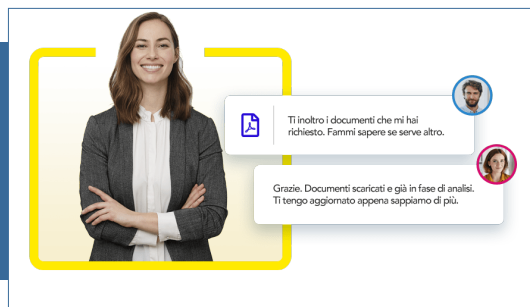 Ti inoltro i documenti che mi hai
richiesto. Fammi sapere se serve altro.
Grazie. Documenti scaricati e già in fase di analisi.
Ti tengo aggiornato appena sappiamo di più.